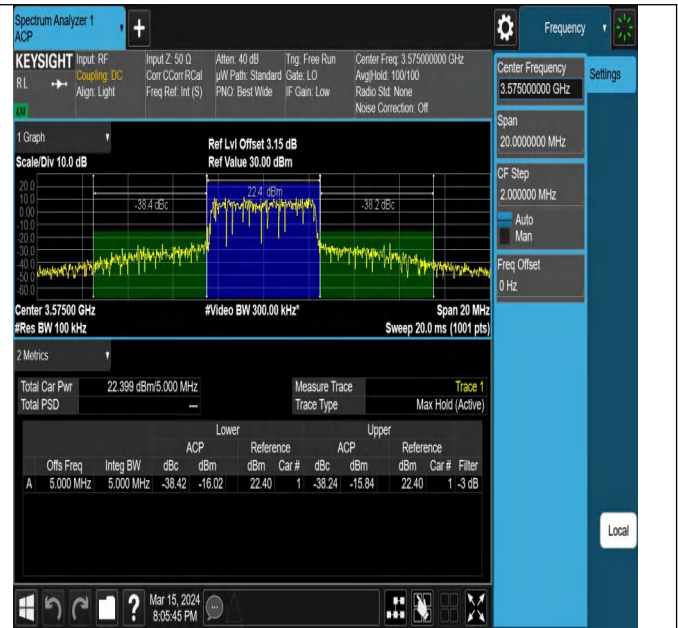 Spectrum Analyzer 1
ACP
+
Frequency
KEYSIGHT
RL
LXI
Input: RF
Coupling: DC
Align: Light
Input Z: 50 Ω
Corr CCorr RCal
Freq Ref: Int (S)
Atten: 40 dB
µW Path: Standard
PNO: Best Wide
Trig: Free Run
Gate: LO
IF Gain: Low
Center Freq: 3.575000000 GHz
Avg|Hold: 100/100
Radio Std: None
Noise Correction: Off
Center Frequency
3.575000000 GHz
Settings
Span
20.0000000 MHz
CF Step
2.000000 MHz
Auto
Man
Freq Offset
0 Hz
1 Graph
Scale/Div 10.0 dB
Ref Lvl Offset 3.15 dB
Ref Value 30.00 dBm
20.0
10.0
0.00
-10.0
-20.0
-30.0
-40.0
-50.0
-60.0
-38.4 dBc
22.4 dBm
-38.2 dBc
Center 3.57500 GHz
#Video BW 300.00 kHz*
Span 20 MHz
#Res BW 100 kHz
Sweep 20.0 ms (1001 pts)
2 Metrics
Total Car Pwr 22.399 dBm/5.000 MHz
Total PSD ---
Measure Trace Trace 1
Trace Type Max Hold (Active)
Lower Upper
ACP Reference ACP Reference
Offs Freq Integ BW dBc dBm dBm Car # dBc dBm dBm Car # Filter
A 5.000 MHz 5.000 MHz -38.42 -16.02 22.40 1 -38.24 -15.84 22.40 1 -3 dB
Local
?
Mar 15, 2024
8:05:45 PM